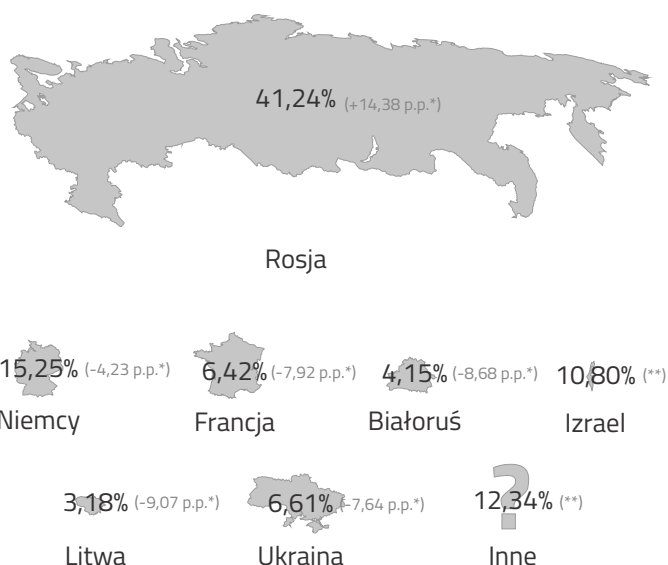 41,24% (+14,38 p.p.*)
Rosja
15,25% (-4,23 p.p.*) 6,42% (-7,92 p.p.*) 4,15% (-8,68 p.p.*) 10,80% (**)
Niemcy Francja Białoruś Izrael
3,18% (-9,07 p.p.*) 6,61% (-7,64 p.p.*) ? 12,34% (**)
Litwa Ukraina Inne